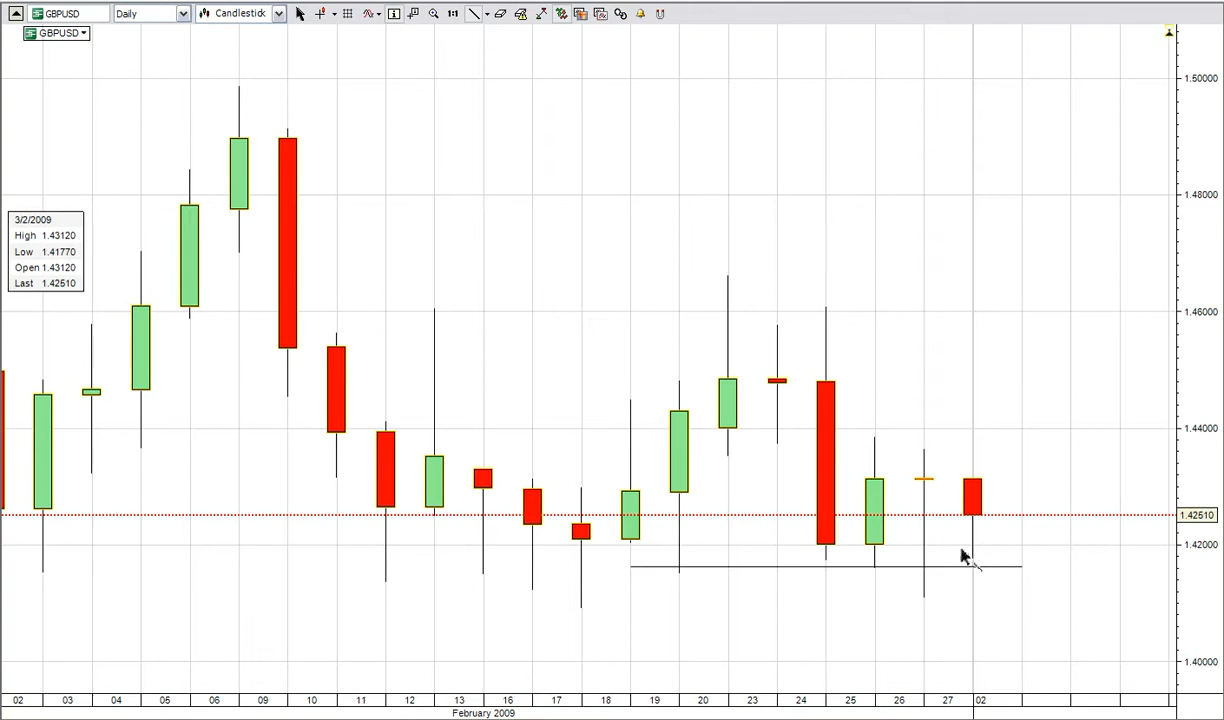 GBPUSD Daily Candlestick 1:1
GBPUSD
1.50000
1.48000
3/2/2009
High 1.43120
Low 1.41770
Open 1.43120
Last 1.42510
1.46000
1.44000
1.42510
1.42000
1.40000
02 03 04 05 06 09 10 11 12 13 16 17 18 19 20 23 24 25 26 27 02
February 2009